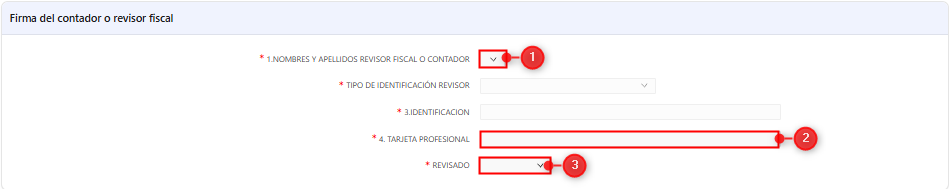 Firma del contador o revisor fiscal
* 1.NOMBRES Y APELLIDOS REVISOR FISCAL O CONTADOR
1
* TIPO DE IDENTIFICACIÓN REVISOR
* 3.IDENTIFICACION
* 4. TARJETA PROFESIONAL
2
* REVISADO
3